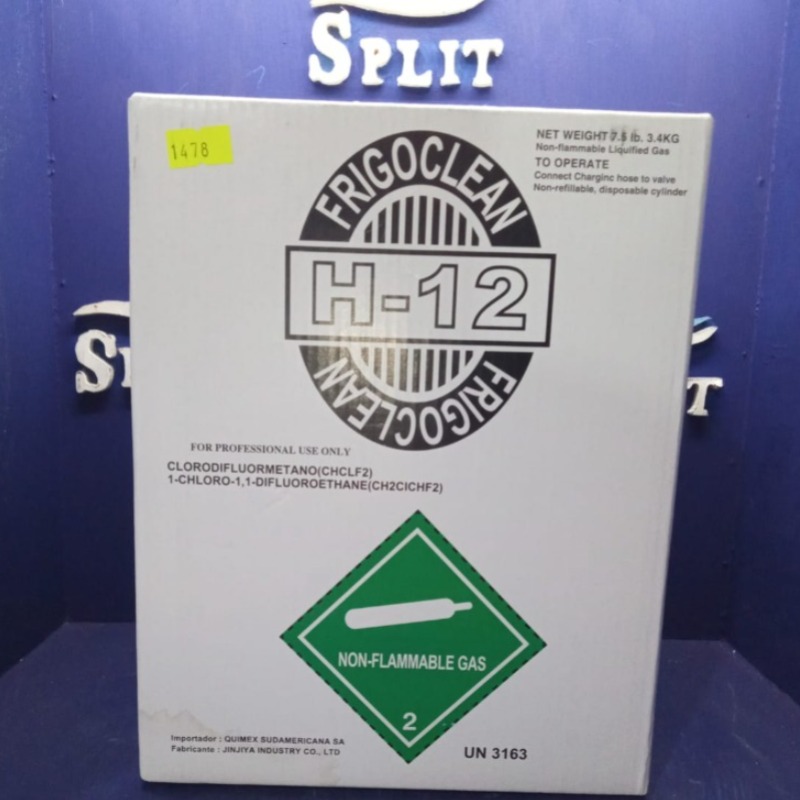 SPLIT
1478
NET WEIGHT 7.5 lb. 3.4KG
Non-flammable Liquified Gas
TO OPERATE
Connect Charginc hose to valve
Non-refillable, disposable cylinder
FRIGOCLEAN
H-12
FRIGOCLEAN
FOR PROFESSIONAL USE ONLY
CLORODIFLUORMETANO(CHCLF2)
1-CHLORO-1,1-DIFLUOROETHANE(CH2CICHF2)
NON-FLAMMABLE GAS
2
Importador : QUIMEX SUDAMERICANA SA
Fabricante : JINJIYA INDUSTRY CO., LTD
UN 3163